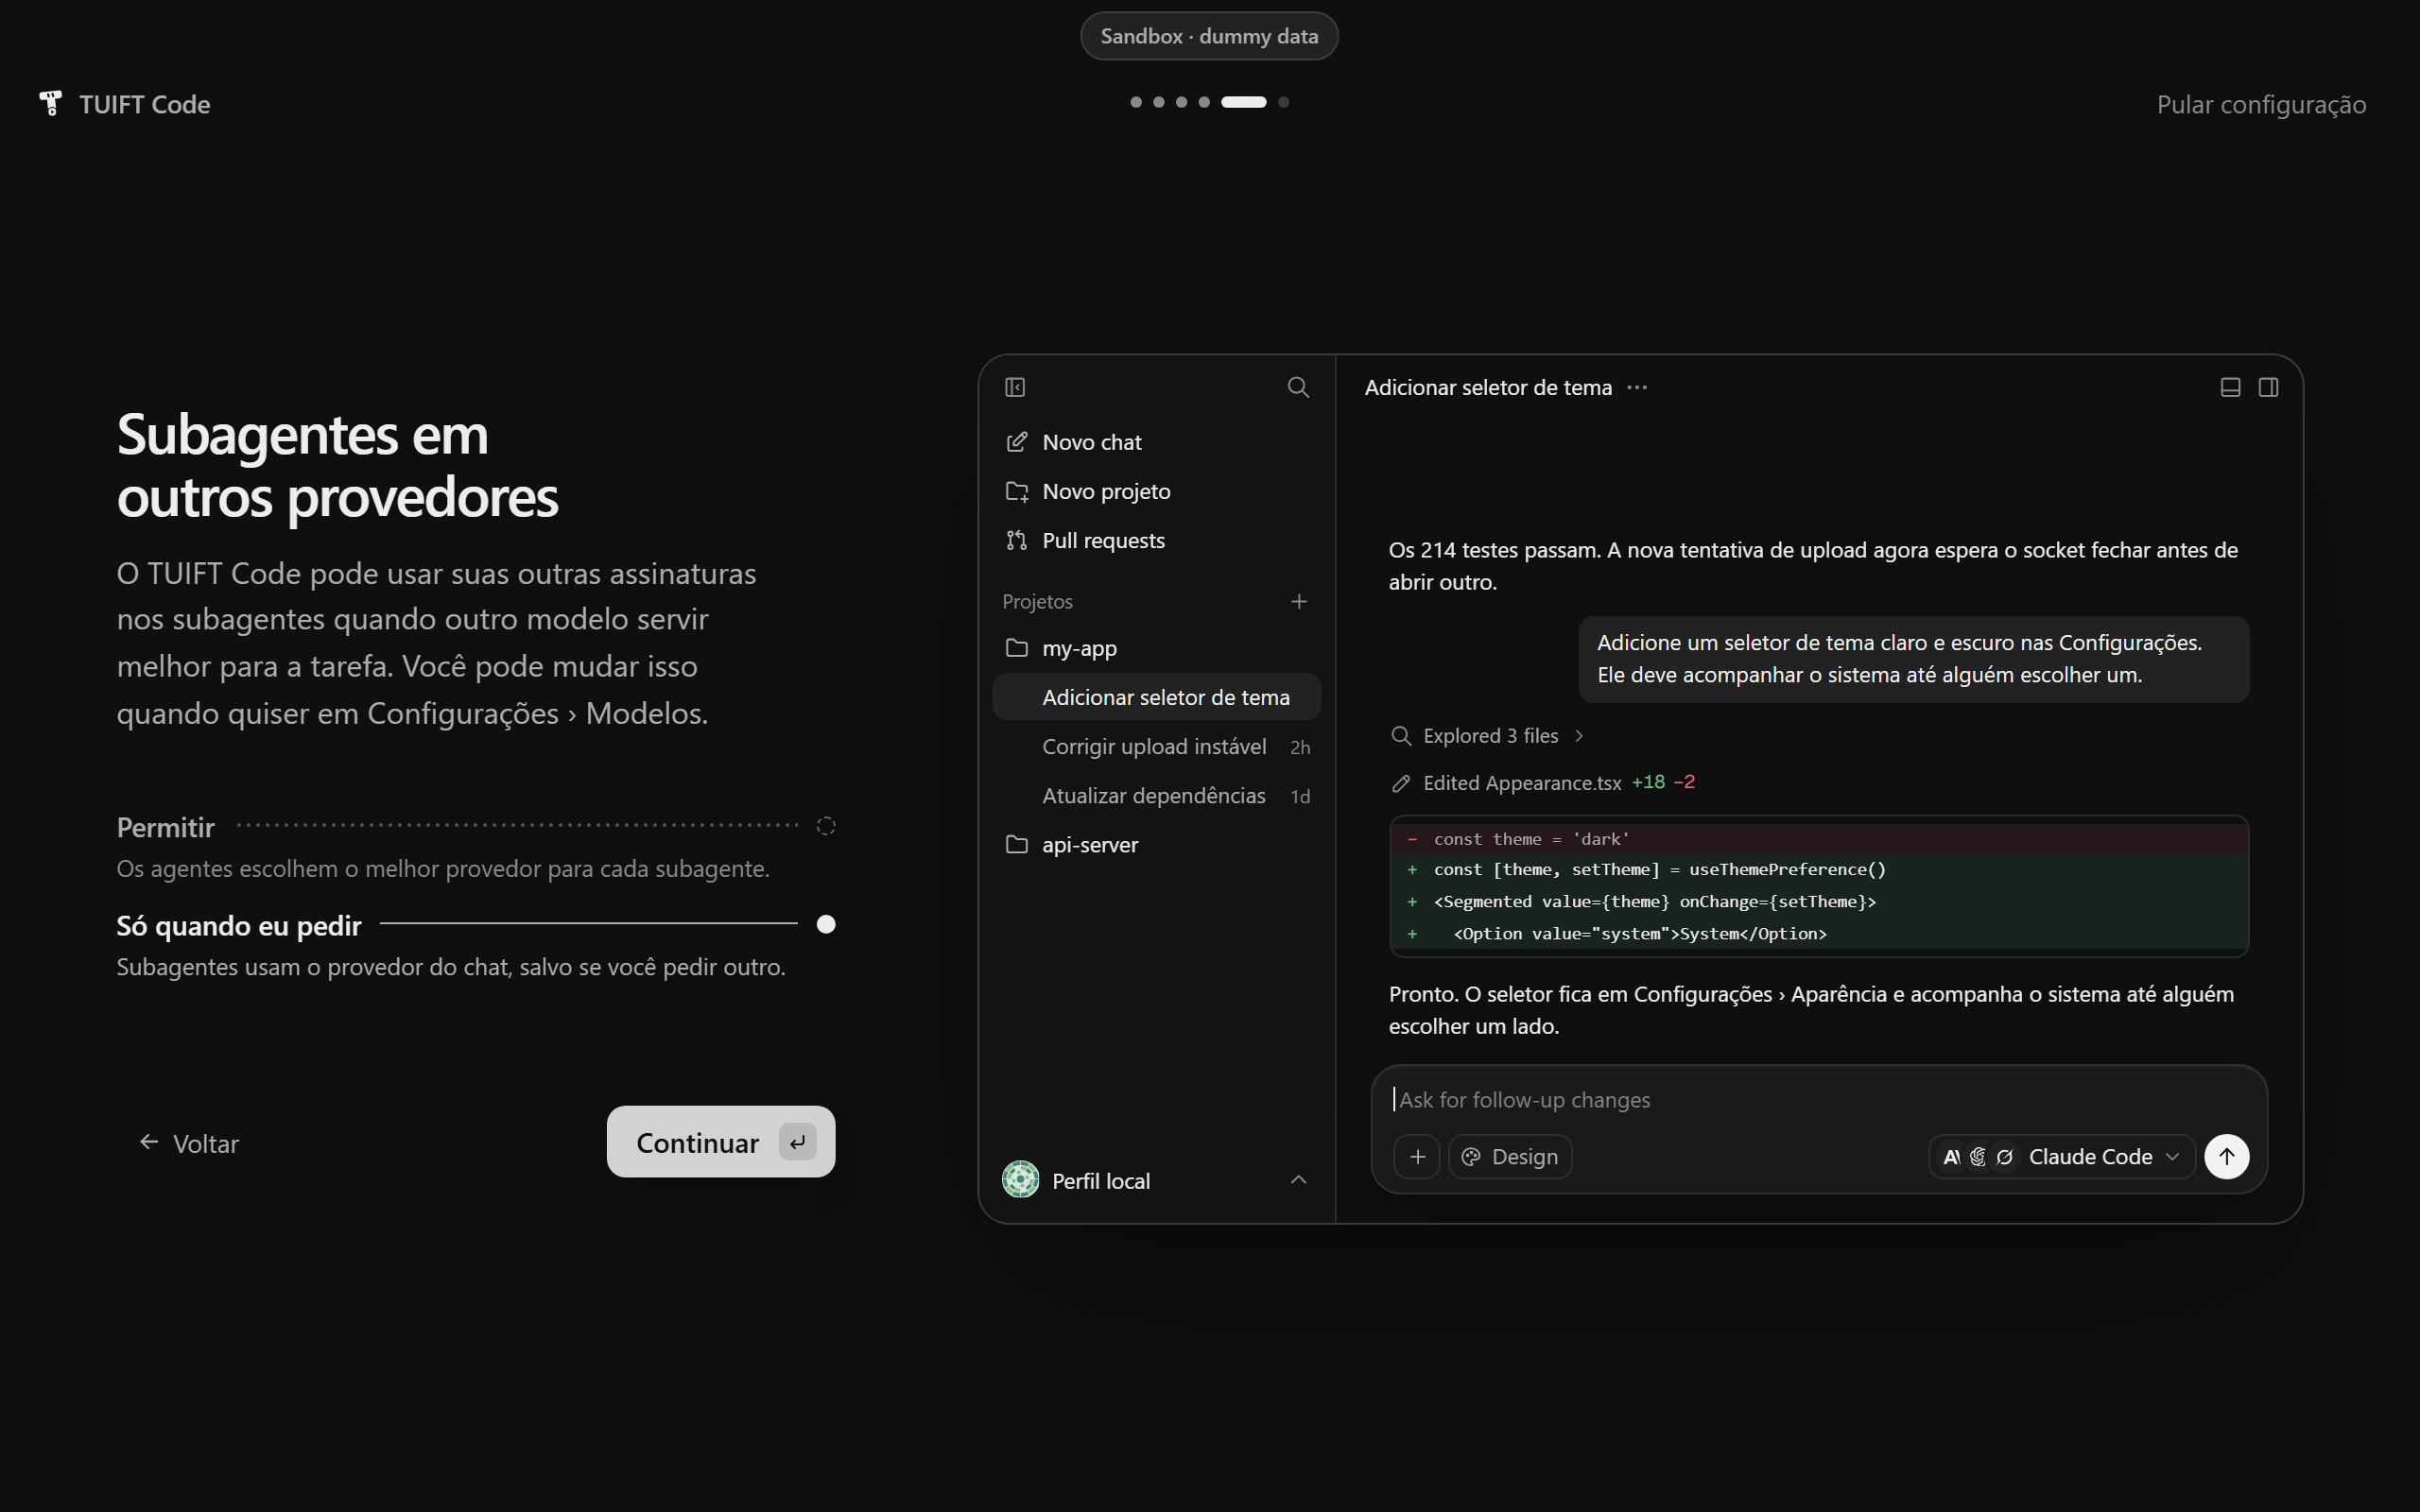 Sandbox · dummy data
TUIFT Code
Pular configuração
Subagentes em
outros provedores
O TUIFT Code pode usar suas outras assinaturas
nos subagentes quando outro modelo servir
melhor para a tarefa. Você pode mudar isso
quando quiser em Configurações › Modelos.
Permitir
Os agentes escolhem o melhor provedor para cada subagente.
Só quando eu pedir
Subagentes usam o provedor do chat, salvo se você pedir outro.
Voltar
Continuar
Novo chat
Novo projeto
Pull requests
Projetos
my-app
Adicionar seletor de tema
Corrigir upload instável 2h
Atualizar dependências 1d
api-server
Perfil local
Adicionar seletor de tema
Os 214 testes passam. A nova tentativa de upload agora espera o socket fechar antes de
abrir outro.
Adicione um seletor de tema claro e escuro nas Configurações.
Ele deve acompanhar o sistema até alguém escolher um.
Explored 3 files
Edited Appearance.tsx +18 −2
− const theme = 'dark'
+ const [theme, setTheme] = useThemePreference()
+ <Segmented value={theme} onChange={setTheme}>
+ <Option value="system">System</Option>
Pronto. O seletor fica em Configurações › Aparência e acompanha o sistema até alguém
escolher um lado.
Ask for follow-up changes
Design
Claude Code